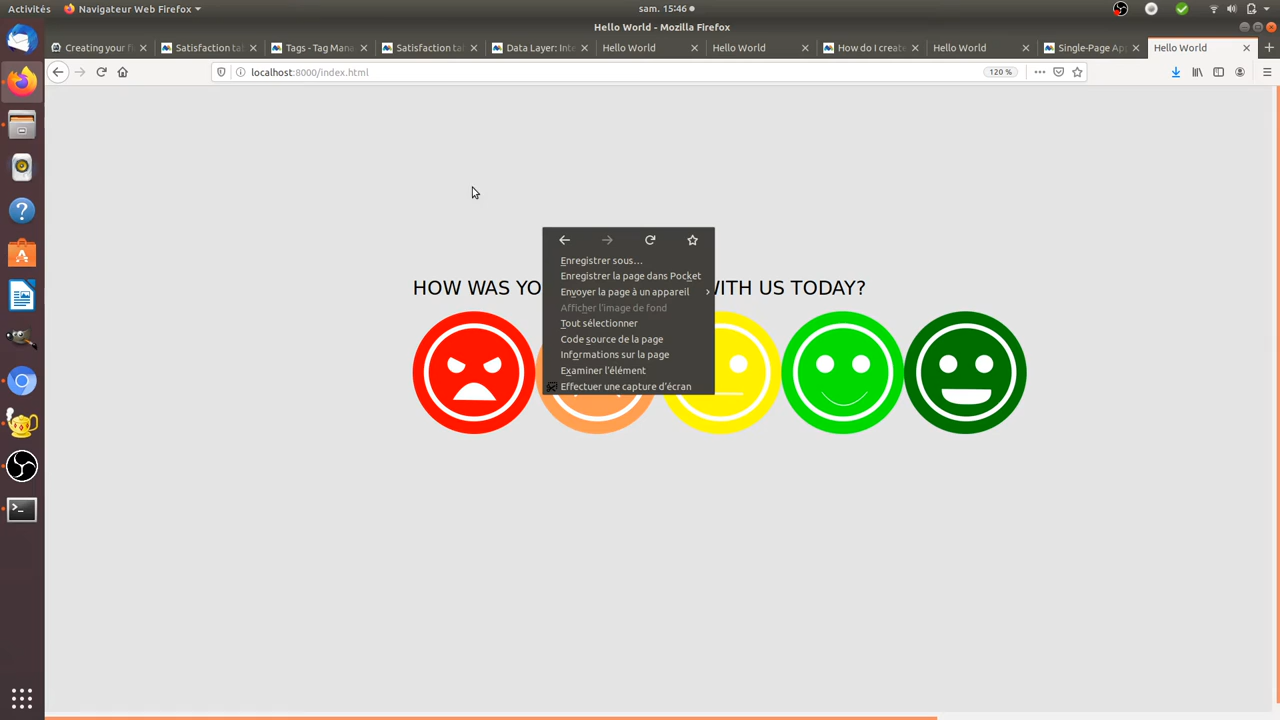 Activités
Navigateur Web Firefox
sam. 15:46
Hello World - Mozilla Firefox
Creating your f
Satisfaction ta
Tags - Tag Mana
Satisfaction ta
Data Layer: Inte
Hello World
Hello World
How do I create
Hello World
Single-Page Ap
Hello World
localhost:8000/index.html
120 %
HOW WAS YO
WITH US TODAY?
Enregistrer sous…
Enregistrer la page dans Pocket
Envoyer la page à un appareil
Afficher l'image de fond
Tout sélectionner
Code source de la page
Informations sur la page
Examiner l'élément
Effectuer une capture d'écran